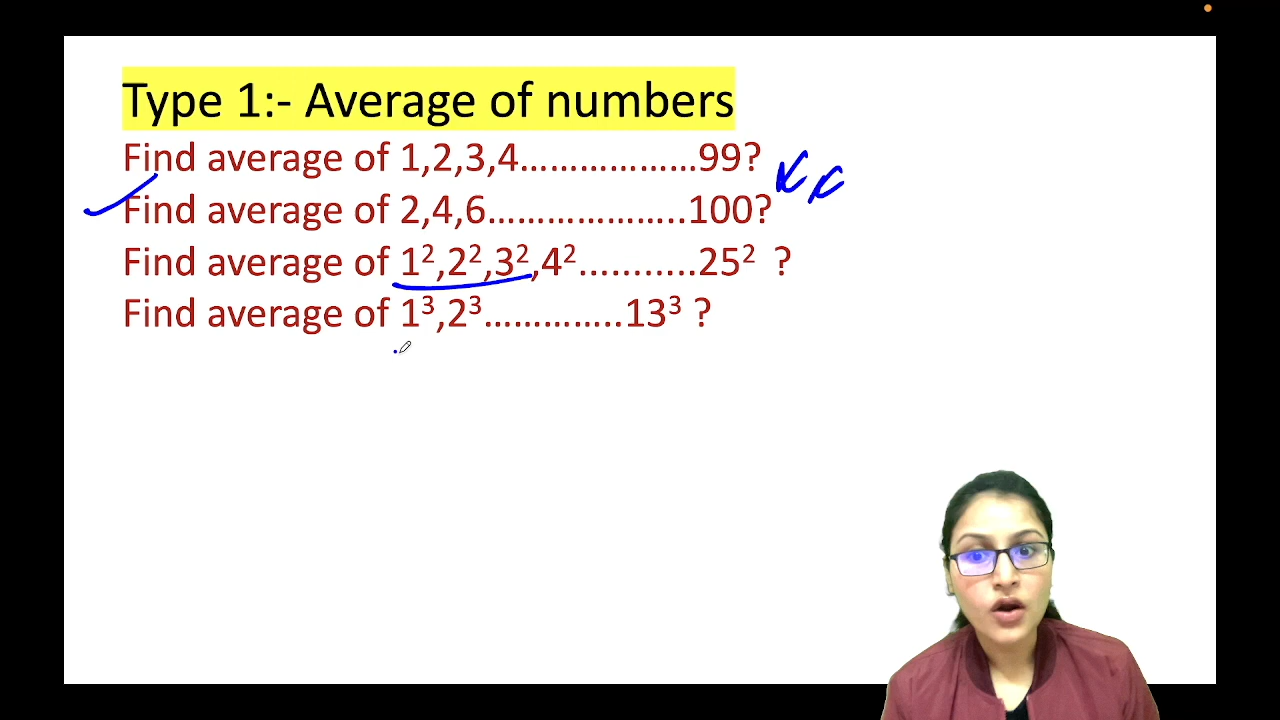 Type 1:- Average of numbers
Find average of 1,2,3,4………………99?
Find average of 2,4,6………………..100?
Find average of 1²,2²,3²,4²...........25² ?
Find average of 1³,2³…………..13³ ?